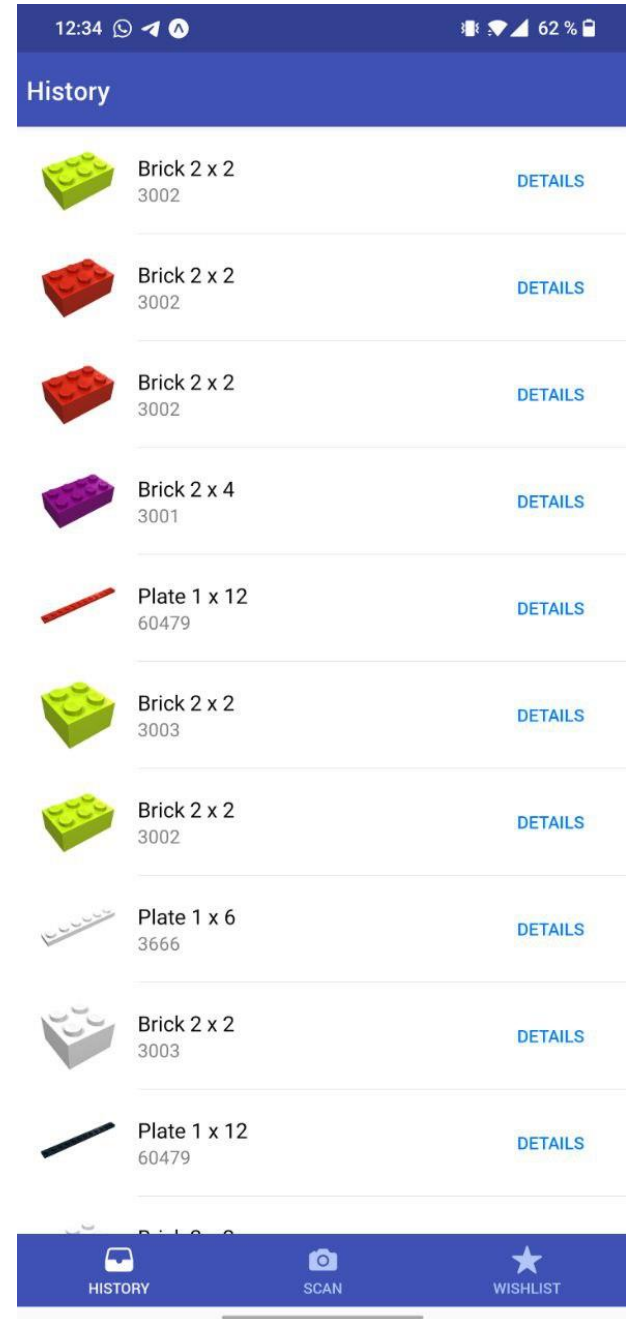 12:34
62 %
History
Brick 2 x 2
3002
DETAILS
Brick 2 x 2
3002
DETAILS
Brick 2 x 2
3002
DETAILS
Brick 2 x 4
3001
DETAILS
Plate 1 x 12
60479
DETAILS
Brick 2 x 2
3003
DETAILS
Brick 2 x 2
3002
DETAILS
Plate 1 x 6
3666
DETAILS
Brick 2 x 2
3003
DETAILS
Plate 1 x 12
60479
DETAILS
HISTORY
SCAN
WISHLIST